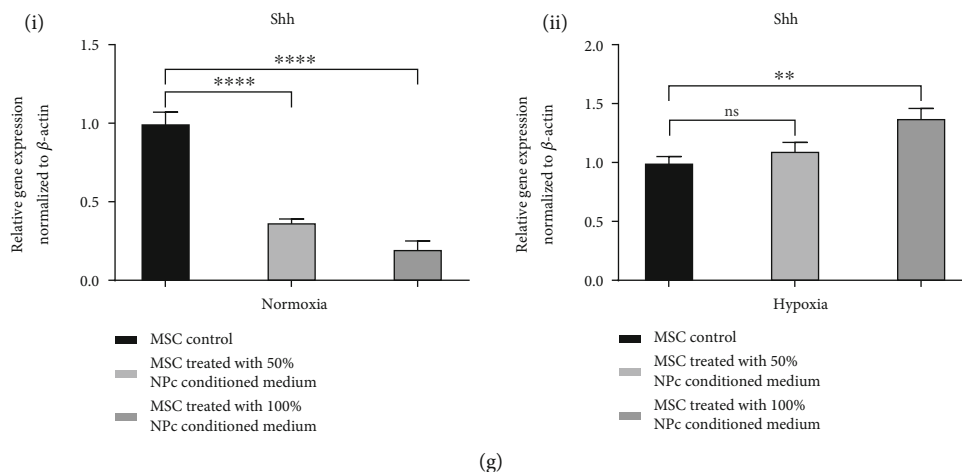 (i)
Shh
1.5
1.0
0.5
0.0
Relative gene expression
normalized to β-actin
****
****
Normoxia
MSC control
MSC treated with 50%
NPc conditioned medium
MSC treated with 100%
NPc conditioned medium
(ii)
Shh
2.0
1.5
1.0
0.5
0.0
Relative gene expression
normalized to β-actin
**
ns
Hypoxia
MSC control
MSC treated with 50%
NPc conditioned medium
MSC treated with 100%
NPc conditioned medium
(g)